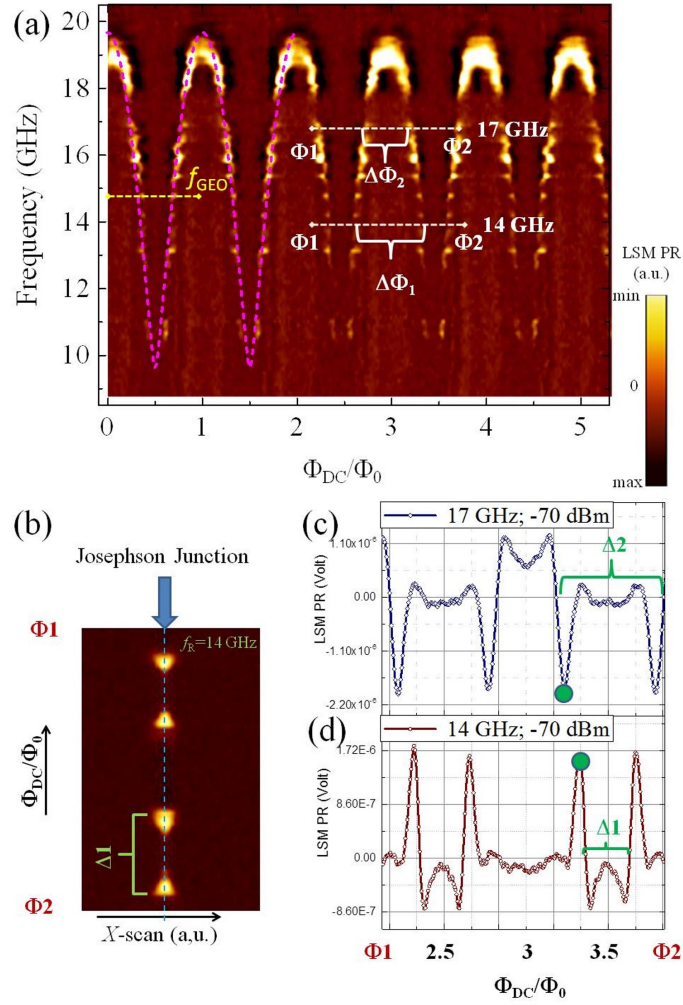 (a)
20
18
16
14
12
10
Frequency (GHz)
f GEO
17 GHz
Φ1
Φ2
ΔΦ2
14 GHz
Φ1
Φ2
ΔΦ1
0
1
2
3
4
5
Φ DC/Φ0
LSM PR
(a.u.)
min
0
max
(b)
Josephson Junction
Φ1
fR=14 GHz
ΦDC/Φ0
Δ1
Φ2
X-scan (a,u.)
(c)
17 GHz; -70 dBm
Δ2
1.10x10-6
0.00
-1.10x10-6
-2.20x10-6
LSM PR (Volt)
(d)
14 GHz; -70 dBm
Δ1
1.72E-6
8.60E-7
0.00
-8.60E-7
LSM PR (Volt)
Φ1
2.5
3
3.5
Φ2
ΦDC/Φ0